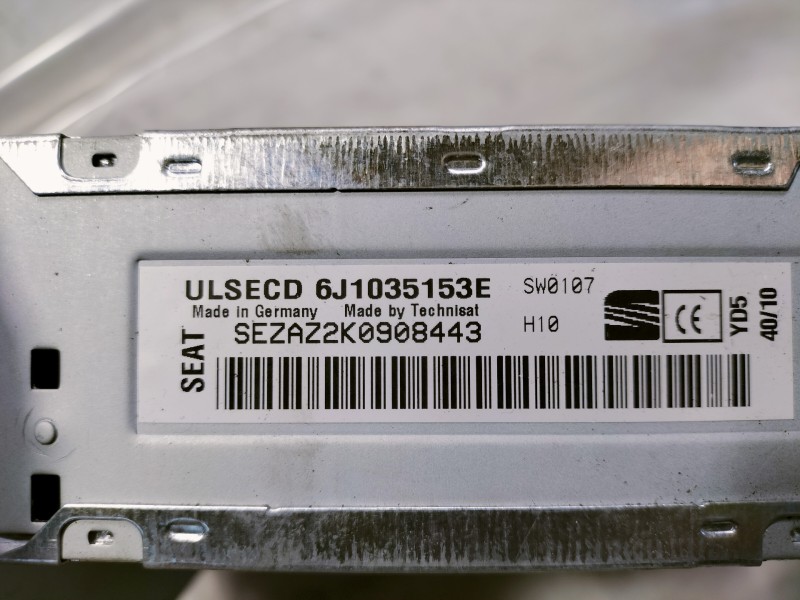 ULSECD 6J1035153E SW0107
Made in Germany Made by Technisat
SEZAZ2K0908443 H10
SEAT
CE
YD5
40/10